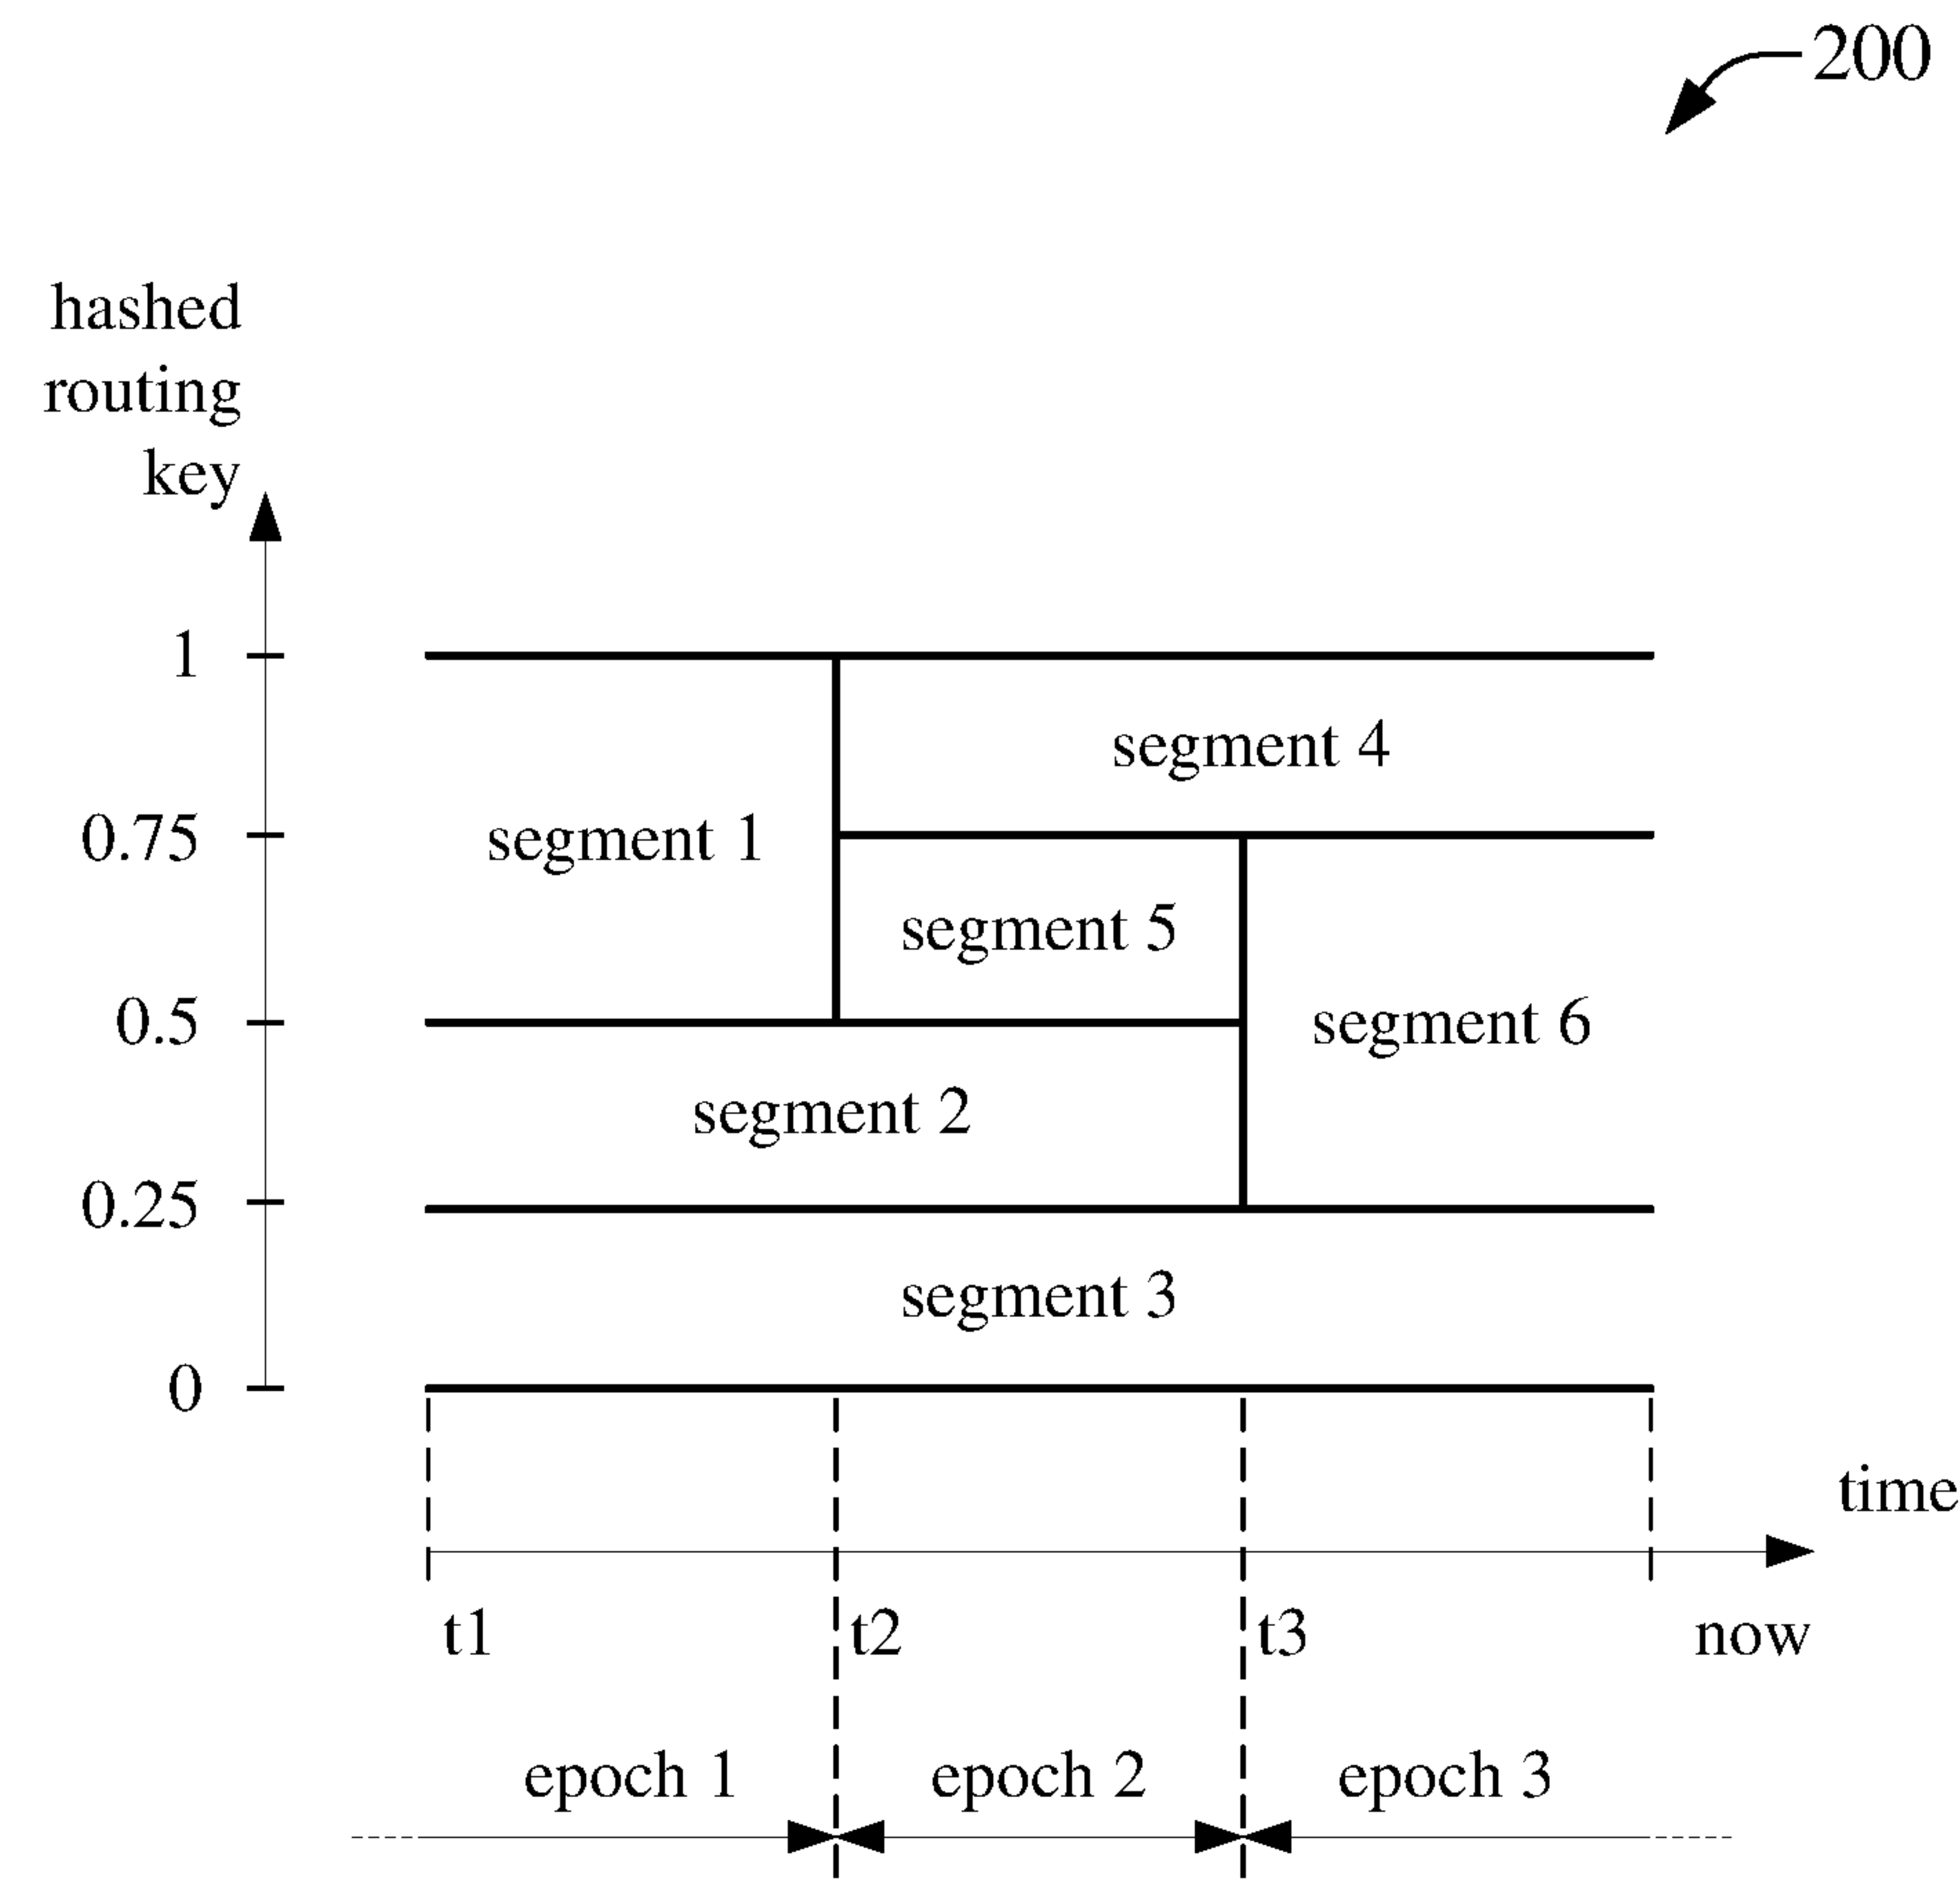 200
hashed
routing
key
1
segment 4
segment 1
0.75
segment 5
0.5
segment 6
segment 2
0.25
segment 3
0
time
t1
t2
t3
now
epoch 1
epoch 2
epoch 3